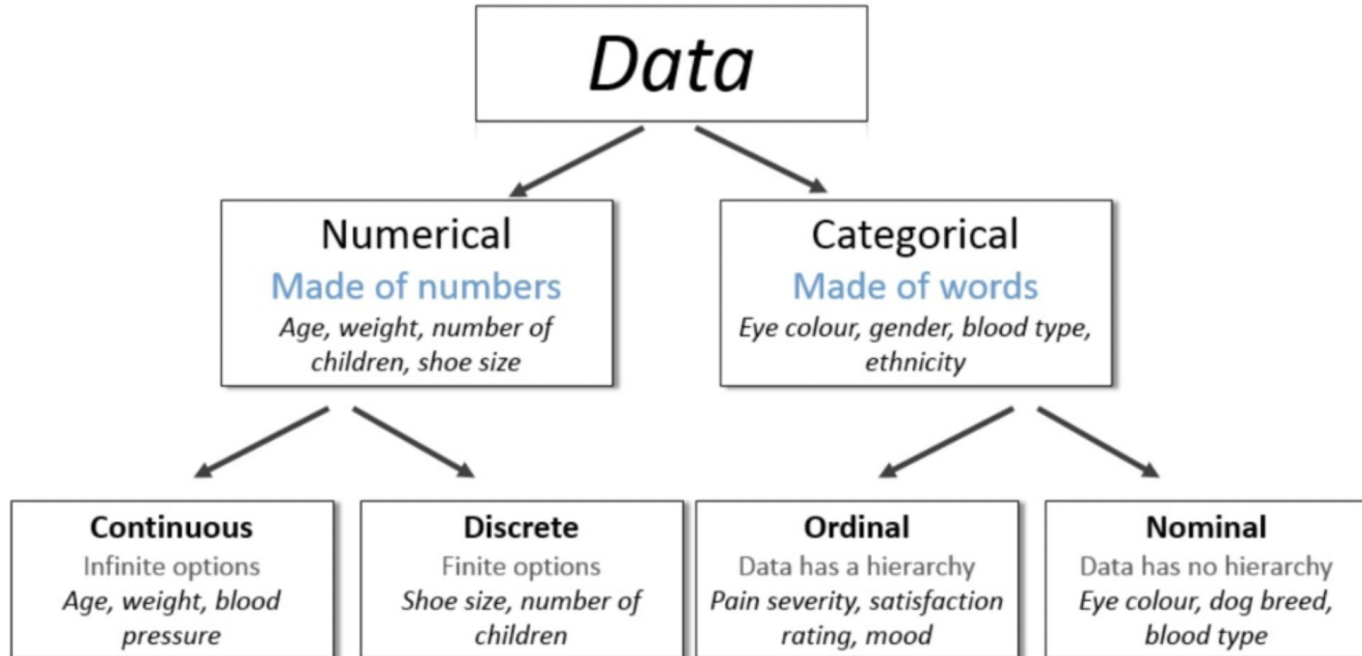 Data
Numerical
Made of numbers
Age, weight, number of
children, shoe size
Categorical
Made of words
Eye colour, gender, blood type,
ethnicity
Continuous
Infinite options
Age, weight, blood
pressure
Discrete
Finite options
Shoe size, number of
children
Ordinal
Data has a hierarchy
Pain severity, satisfaction
rating, mood
Nominal
Data has no hierarchy
Eye colour, dog breed,
blood type